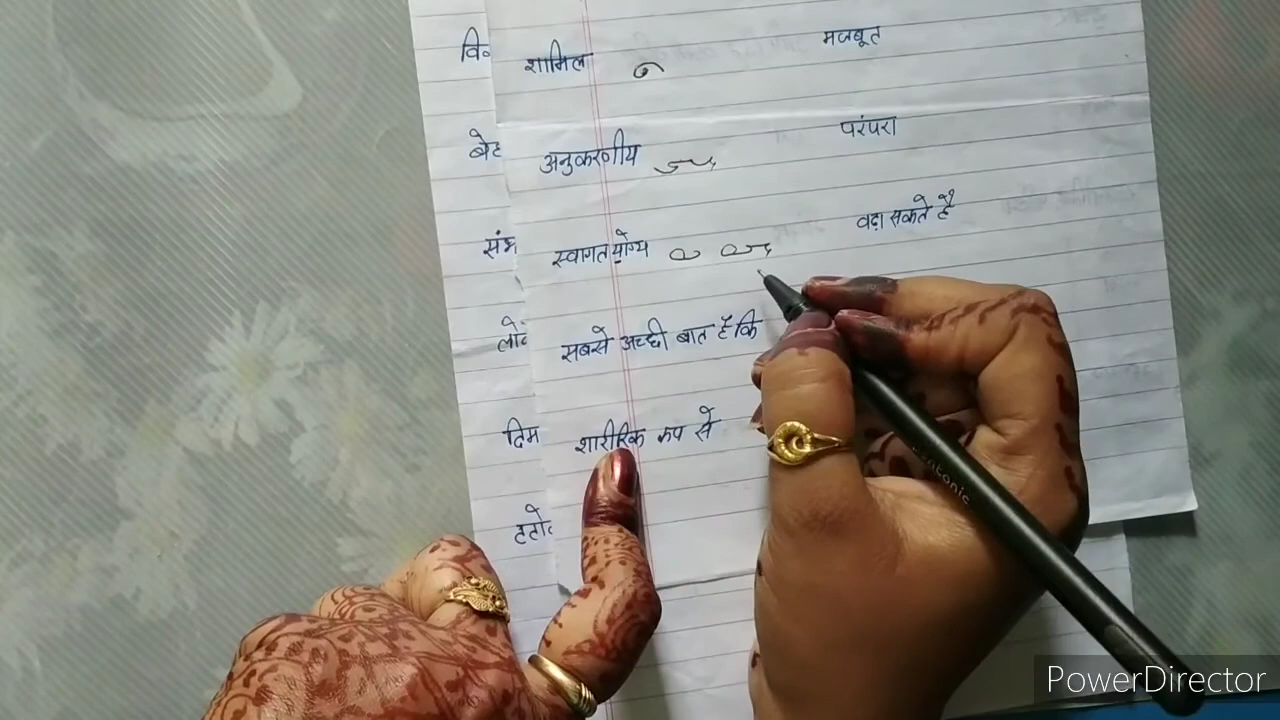 शामिल
मजबूत
अनुकरणीय
परंपरा
स्वागत योग्य
बढ़ा सकते है
सबसे अच्छी बात है कि
शारीरिक रूप से
PowerDirector